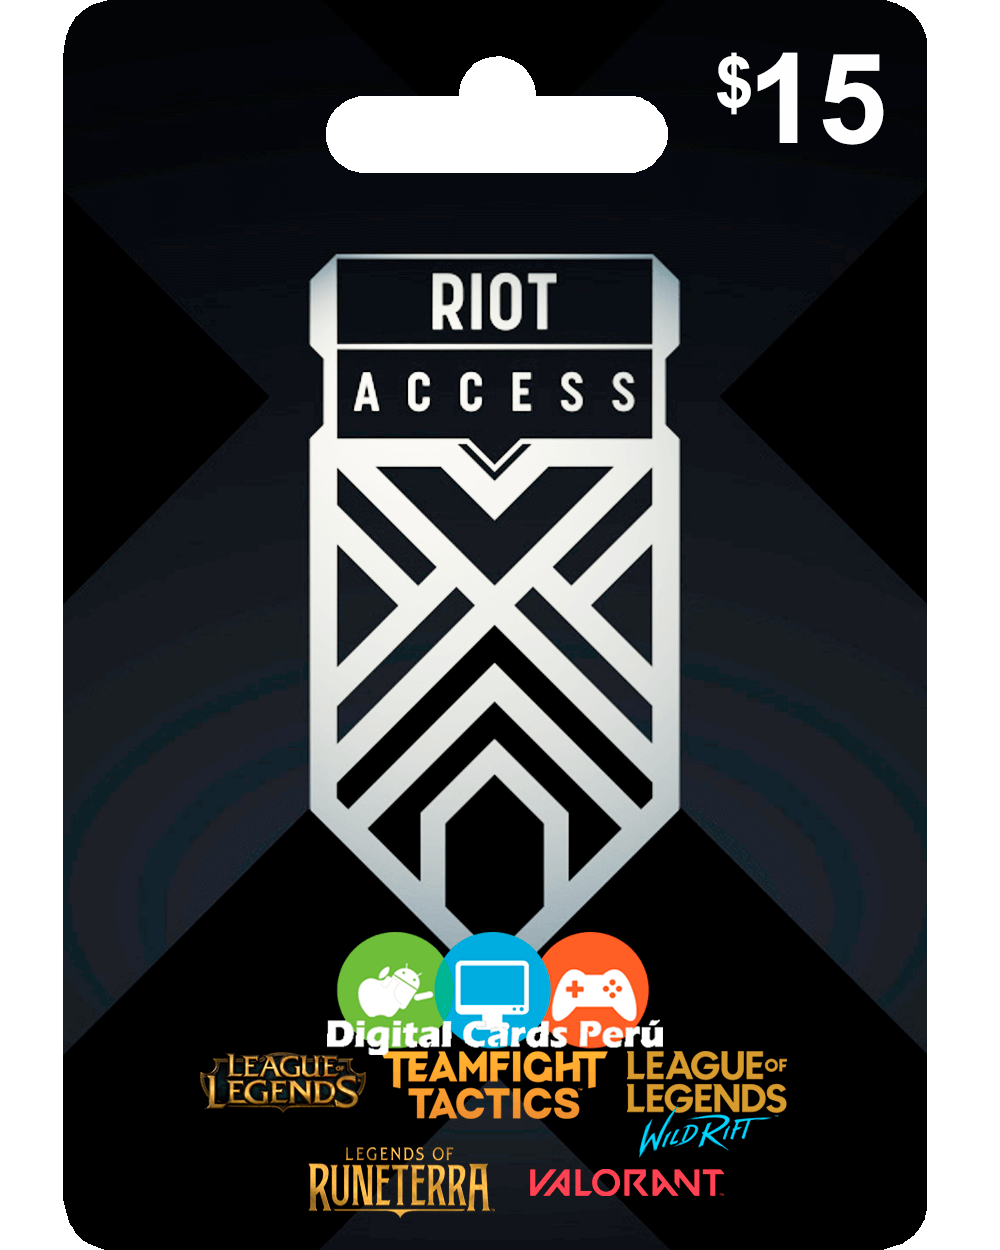 $15
RIOT
ACCESS
Digital Cards Perú
LEAGUE OF
LEGENDS
TEAMFIGHT
TACTICS
LEAGUE OF
LEGENDS
WILD RIFT
LEGENDS OF
RUNETERRA
VALORANT